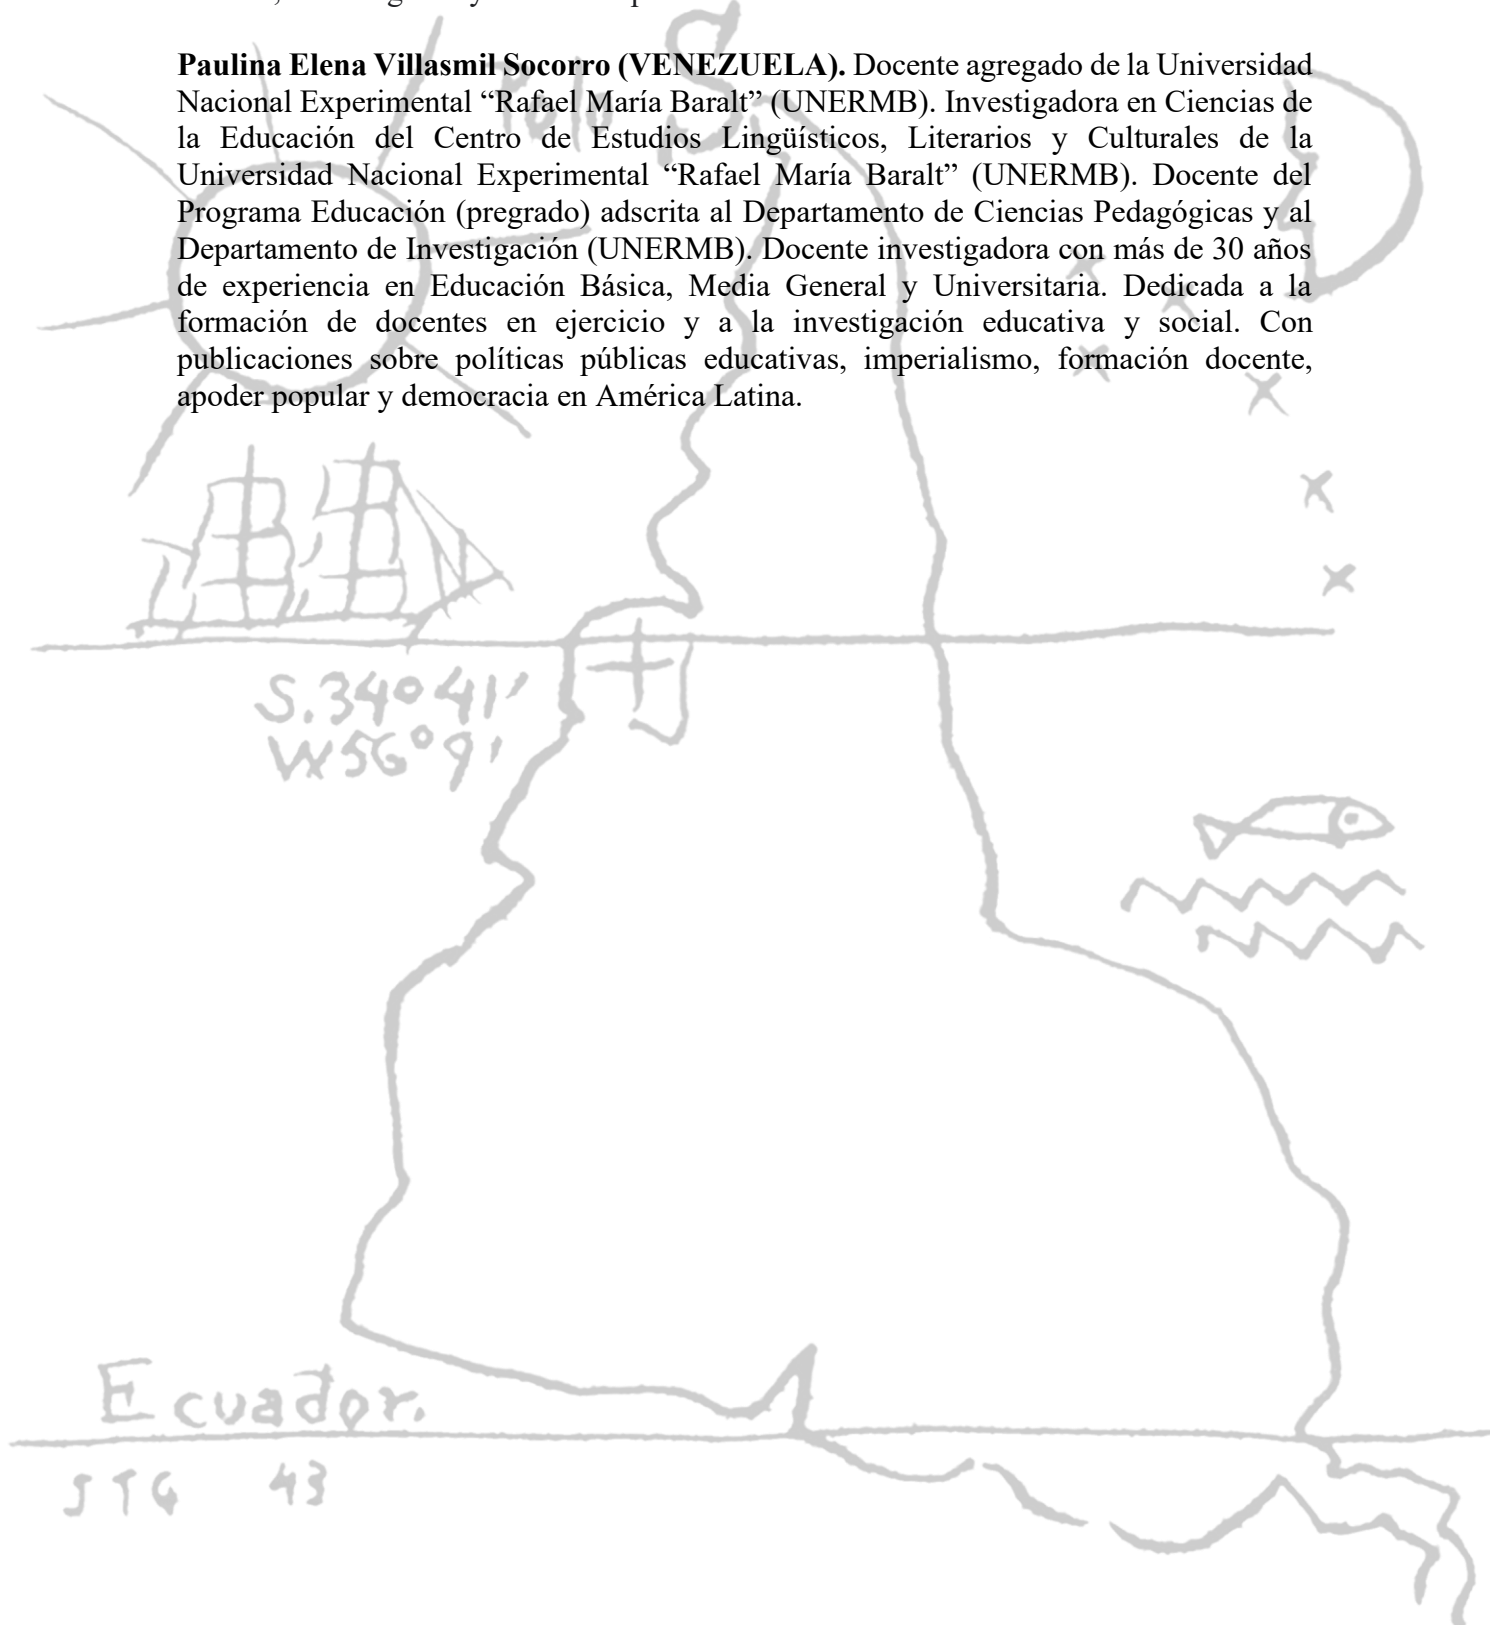 Paulina Elena Villasmil Socorro (VENEZUELA). Docente agregado de la Universidad
Nacional Experimental “Rafael María Baralt” (UNERMB). Investigadora en Ciencias de
la Educación del Centro de Estudios Lingüísticos, Literarios y Culturales de la
Universidad Nacional Experimental “Rafael María Baralt” (UNERMB). Docente del
Programa Educación (pregrado) adscrita al Departamento de Ciencias Pedagógicas y al
Departamento de Investigación (UNERMB). Docente investigadora con más de 30 años
de experiencia en Educación Básica, Media General y Universitaria. Dedicada a la
formación de docentes en ejercicio y a la investigación educativa y social. Con
publicaciones sobre políticas públicas educativas, imperialismo, formación docente,
apoder popular y democracia en América Latina.
Polo S.
S. 34° 41'
W 56° 9'
Ecuador.
JTG 43